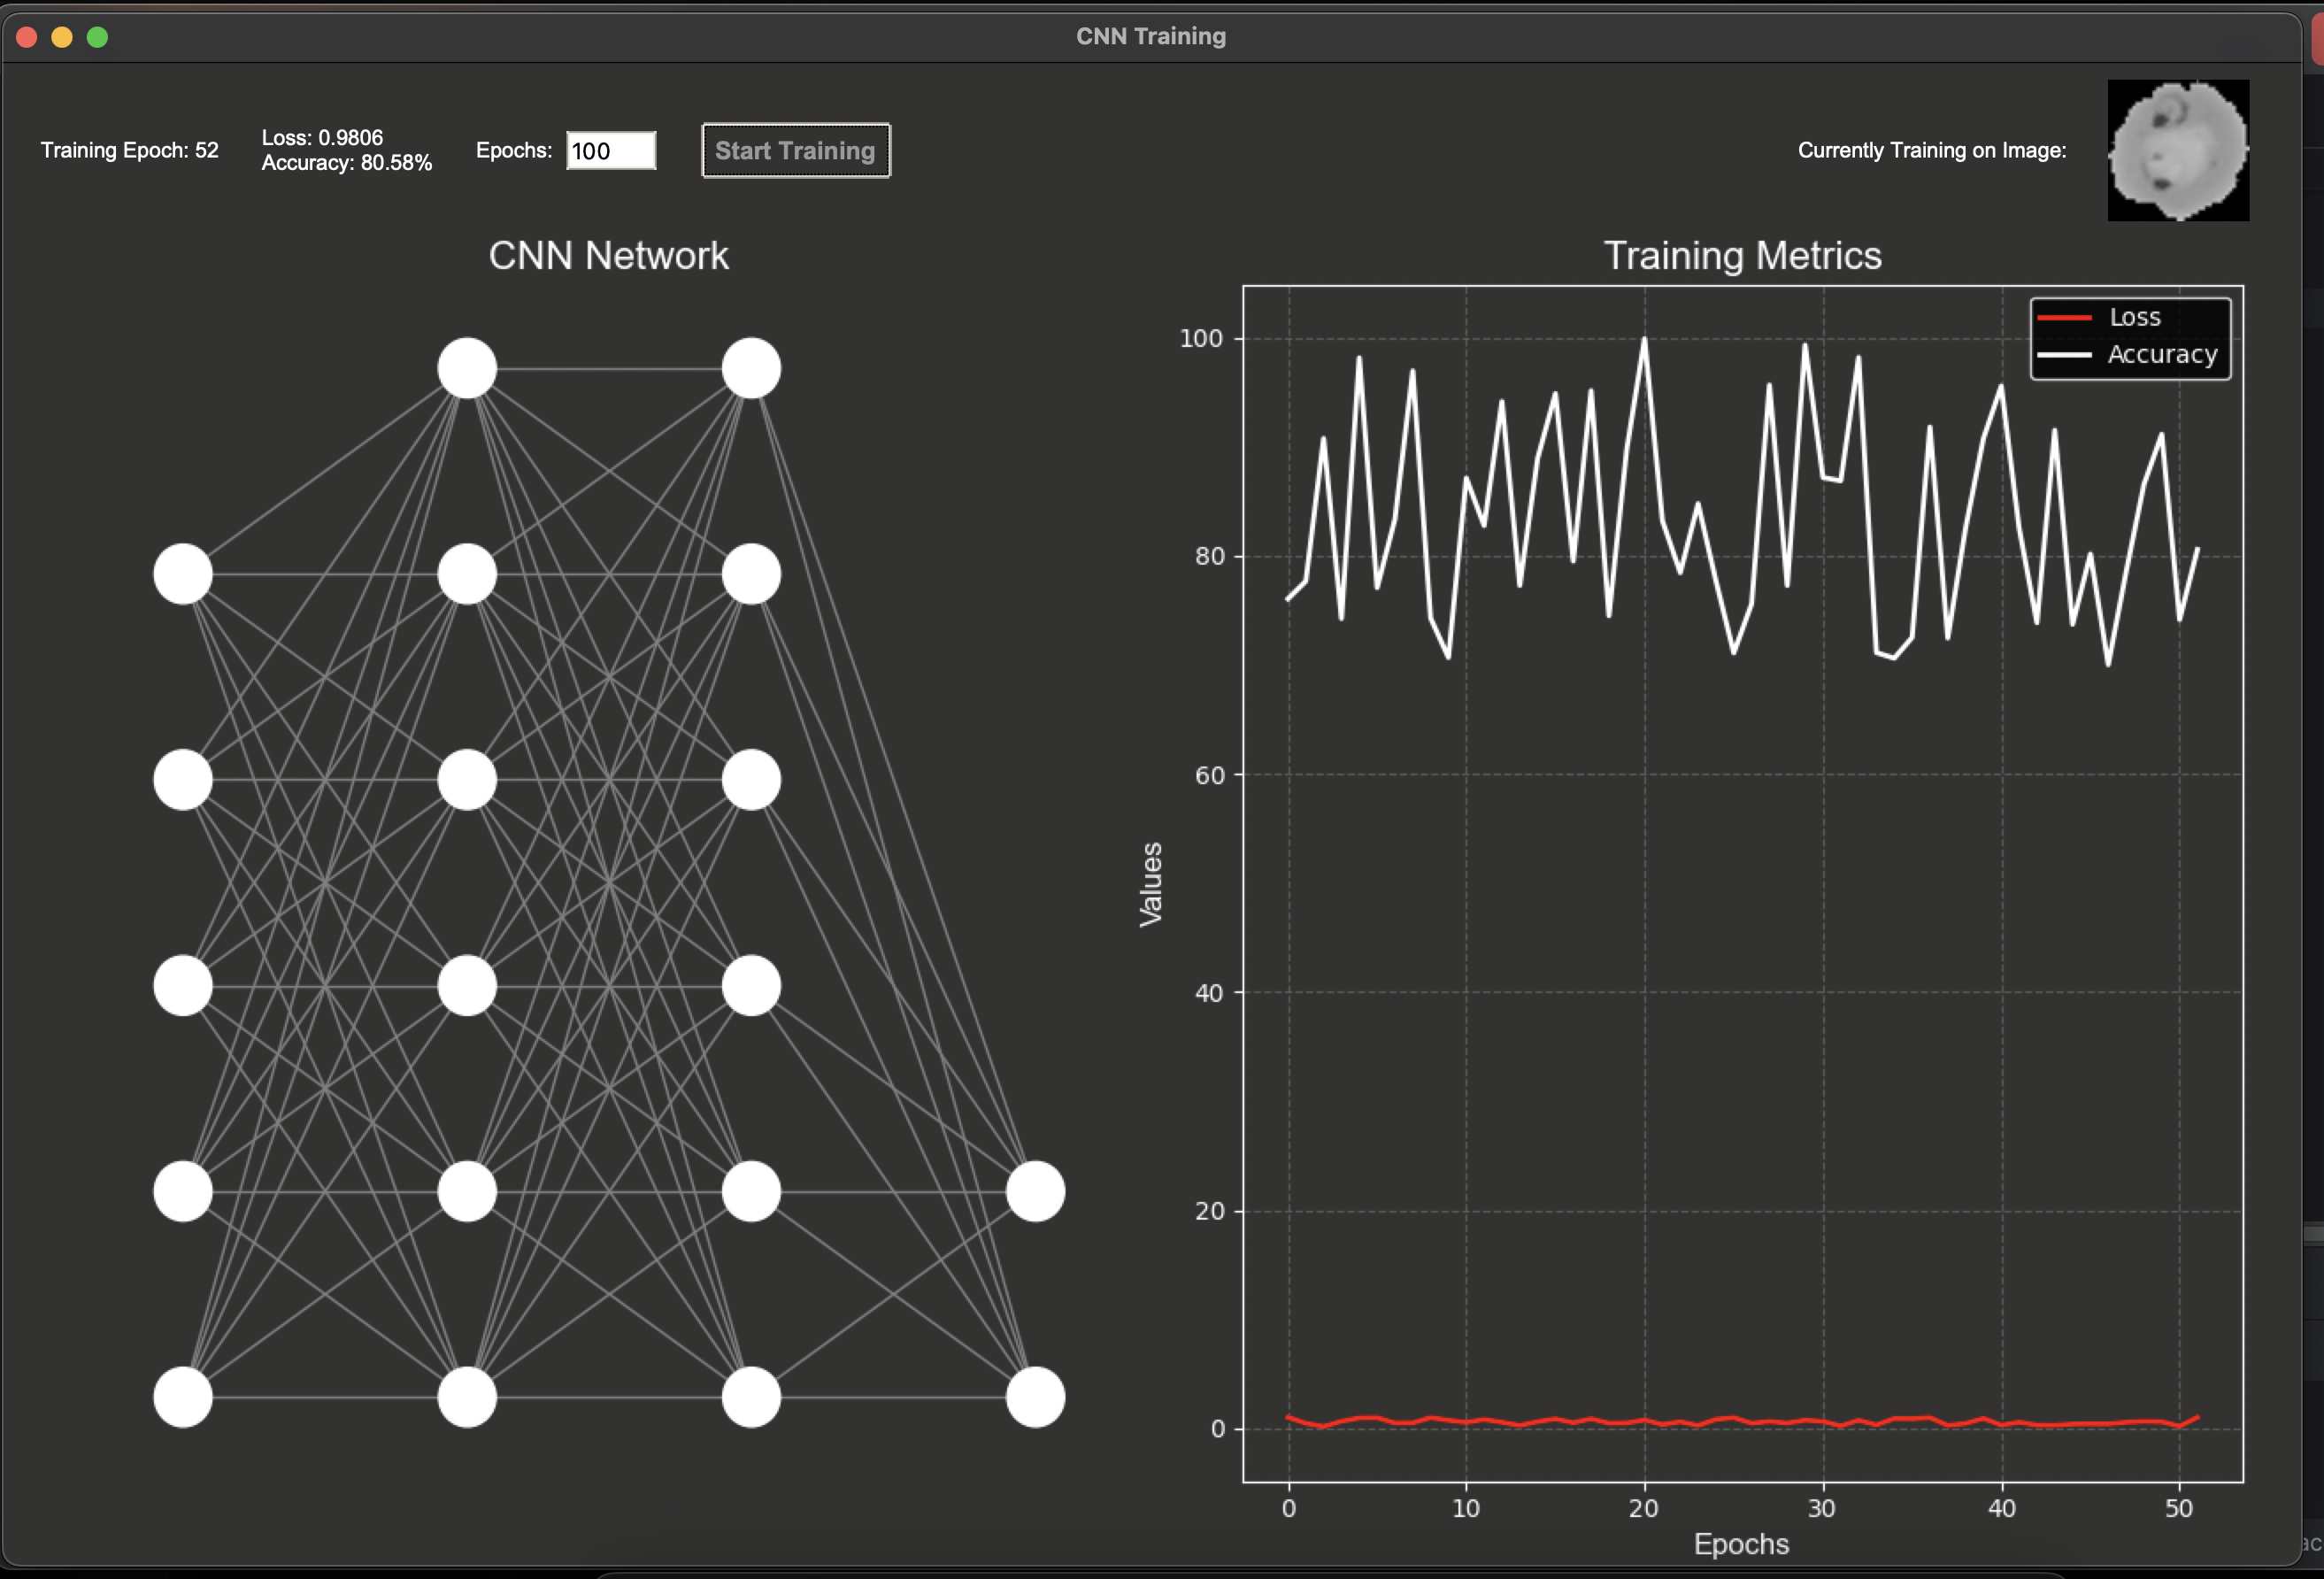 CNN Training
Training Epoch: 52
Loss: 0.9806
Accuracy: 80.58%
Epochs:
100
Start Training
Currently Training on Image:
CNN Network
Training Metrics
Loss
Accuracy
100
80
60
40
20
0
Values
0 10 20 30 40 50
Epochs